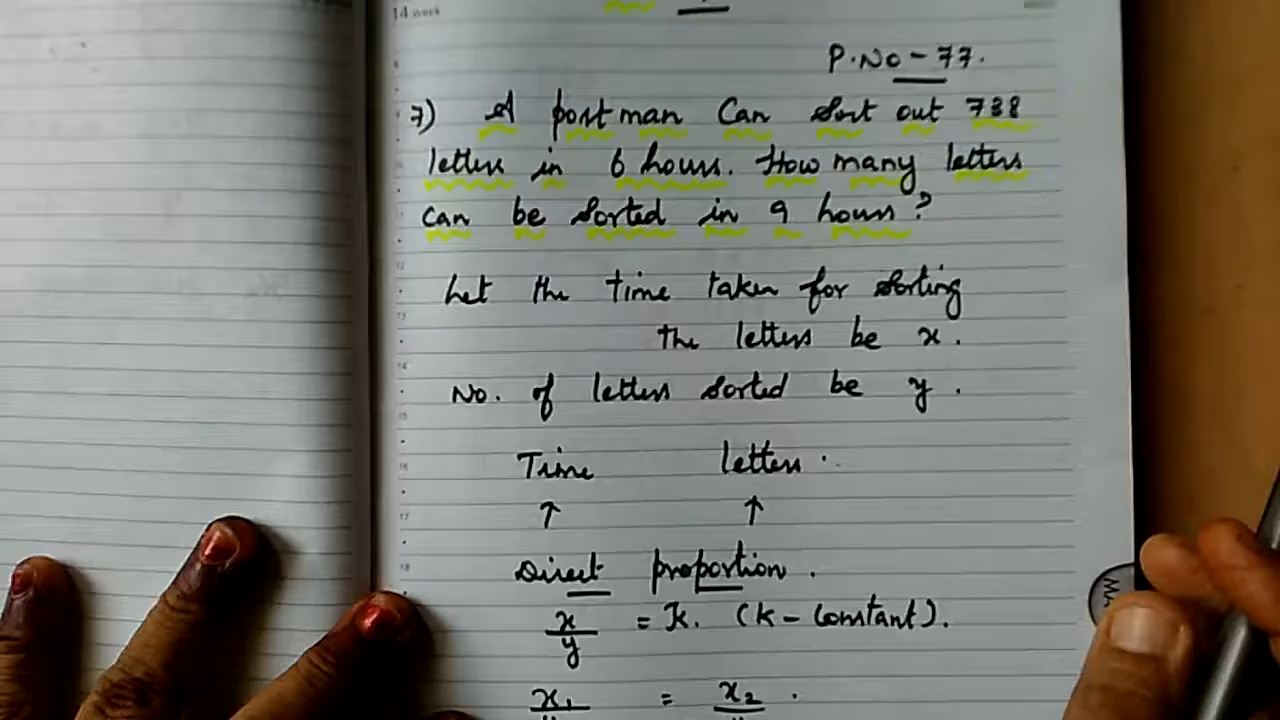 14 week
P.No - 77.
7) A postman can sort out 738
letters in 6 hours. How many letters
can be sorted in 9 hours?
Let the time taken for sorting
the letters be x.
No. of letters sorted be y.
Time letters.
↑ ↑
Direct proportion.
x/y = K. (K - Constant).
x₁ = x₂